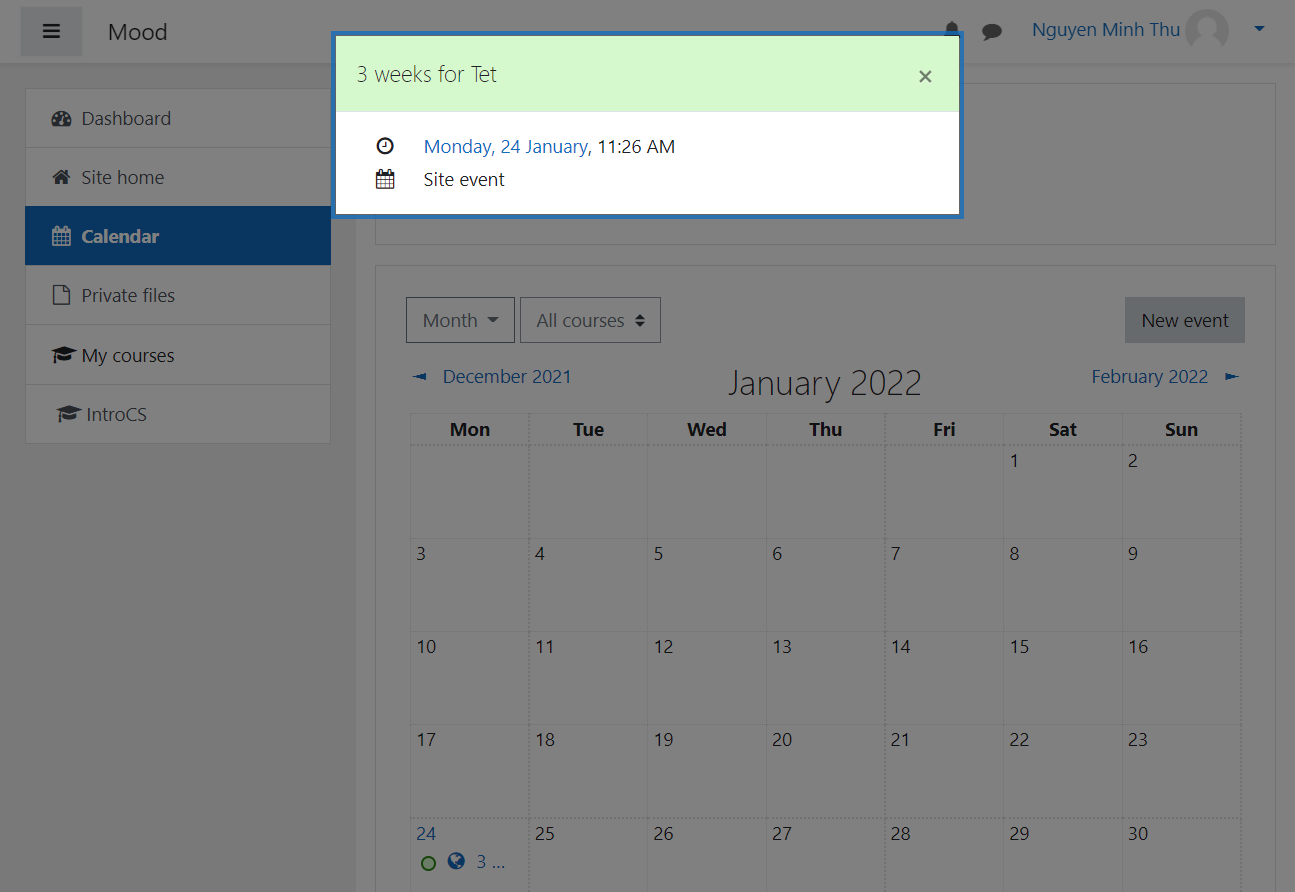 Mood
Nguyen Minh Thu
3 weeks for Tet
×
Monday, 24 January, 11:26 AM
Site event
Dashboard
Site home
Calendar
Private files
My courses
IntroCS
Month
All courses
New event
◄ December 2021
January 2022
February 2022 ►
Mon Tue Wed Thu Fri Sat Sun
1 2
3 4 5 6 7 8 9
10 11 12 13 14 15 16
17 18 19 20 21 22 23
24 25 26 27 28 29 30
3 ...